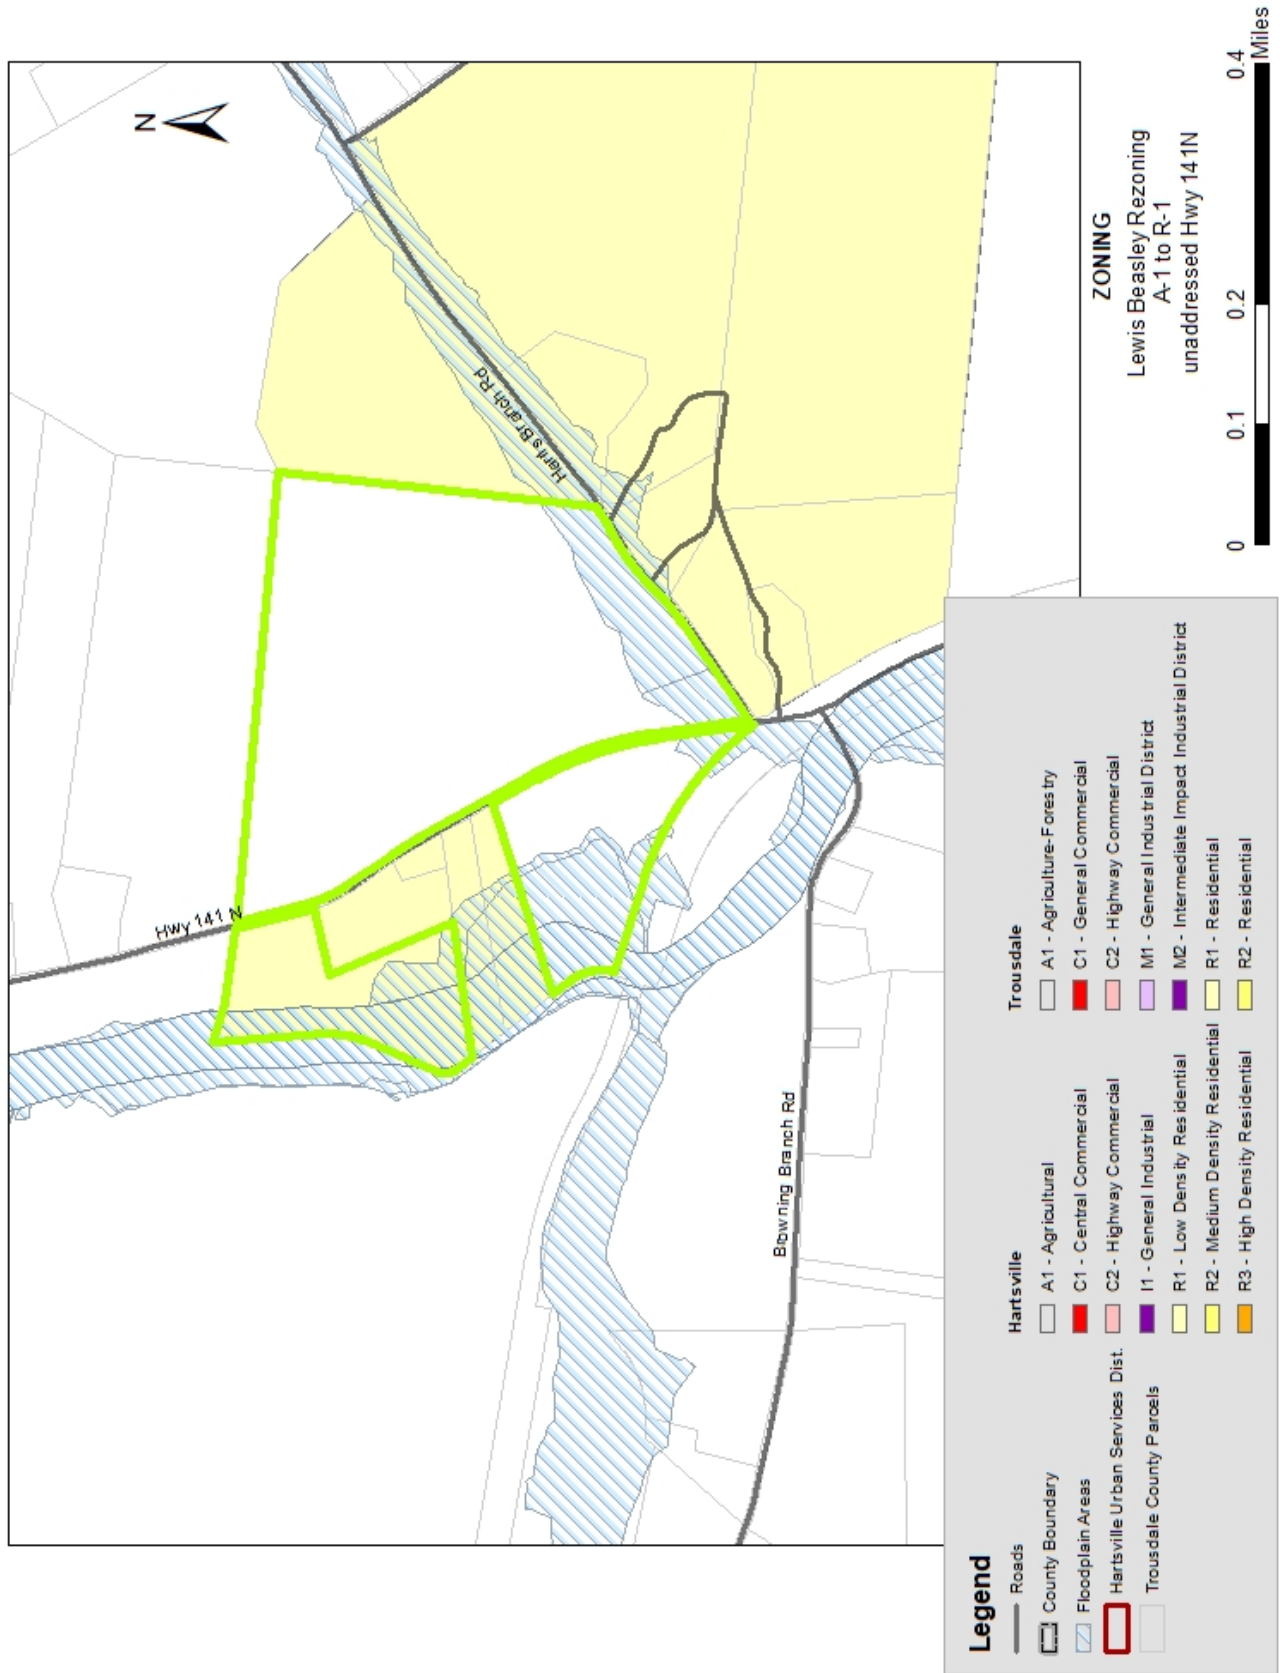 N
Hwy 141 N
Hart's Branch Rd
Browning Branch Rd
ZONING
Lewis Beasley Rezoning
A-1 to R-1
unaddressed Hwy 141N
0 0.1 0.2 0.4
Miles
Legend
Roads
County Boundary
Floodplain Areas
Hartsville Urban Services Dist.
Trousdale County Parcels
Hartsville
A1 - Agricultural
C1 - Central Commercial
C2 - Highway Commercial
I1 - General Industrial
R1 - Low Density Residential
R2 - Medium Density Residential
R3 - High Density Residential
Trousdale
A1 - Agriculture-Forestry
C1 - General Commercial
C2 - Highway Commercial
M1 - General Industrial District
M2 - Intermediate Impact Industrial District
R1 - Residential
R2 - Residential